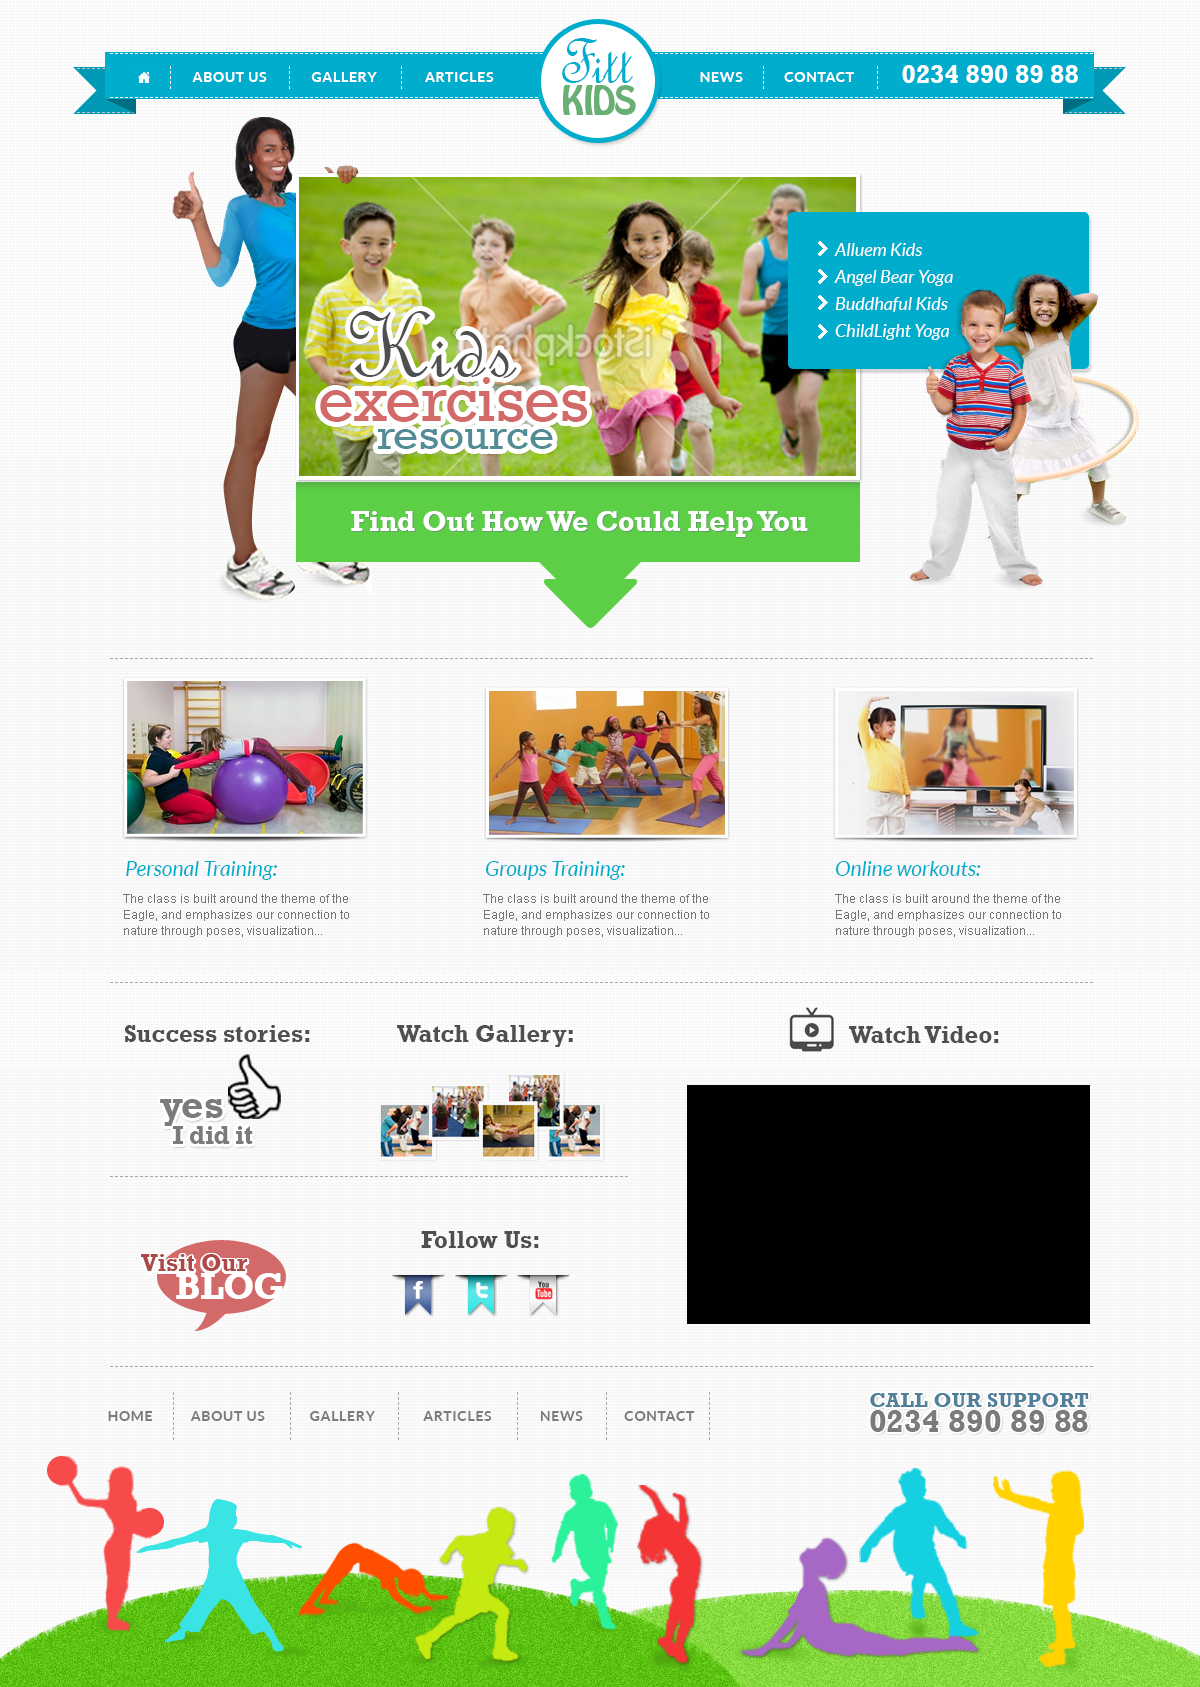 ABOUT US
GALLERY
ARTICLES
Fitt
KIDS
NEWS
CONTACT
0234 890 89 88
iStockphoto
Kids
exercises
resource
Alluem Kids
Angel Bear Yoga
Buddhaful Kids
ChildLight Yoga
Find Out How We Could Help You
Personal Training:
The class is built around the theme of the
Eagle, and emphasizes our connection to
nature through poses, visualization...
Groups Training:
The class is built around the theme of the
Eagle, and emphasizes our connection to
nature through poses, visualization...
Online workouts:
The class is built around the theme of the
Eagle, and emphasizes our connection to
nature through poses, visualization...
Success stories:
yes
I did it
Watch Gallery:
Watch Video:
Visit Our
BLOG
Follow Us:
f
t
You
Tube
HOME
ABOUT US
GALLERY
ARTICLES
NEWS
CONTACT
CALL OUR SUPPORT
0234 890 89 88